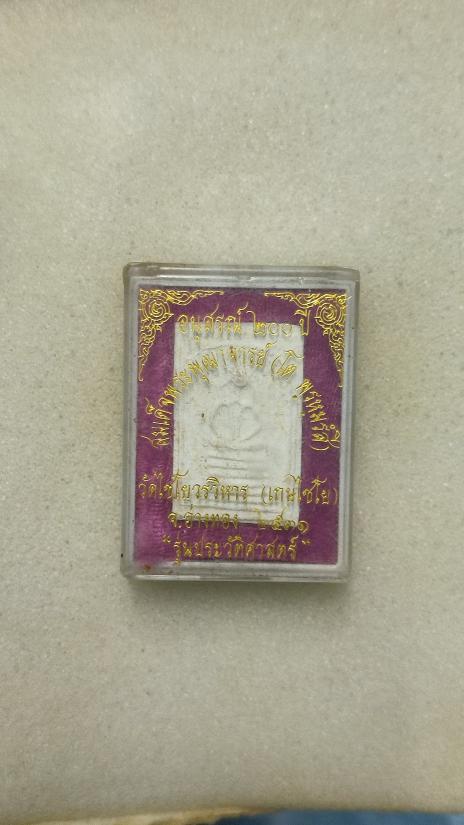 อนุสรณ์ ๒๐๐ ปี
สมเด็จพระพุฒาจารย์ (โต พรหมรังสี)
วัดไชโยวรวิหาร (เกษไชโย)
จ.อ่างทอง ๒๕๓๑
"รุ่นประวัติศาสตร์"